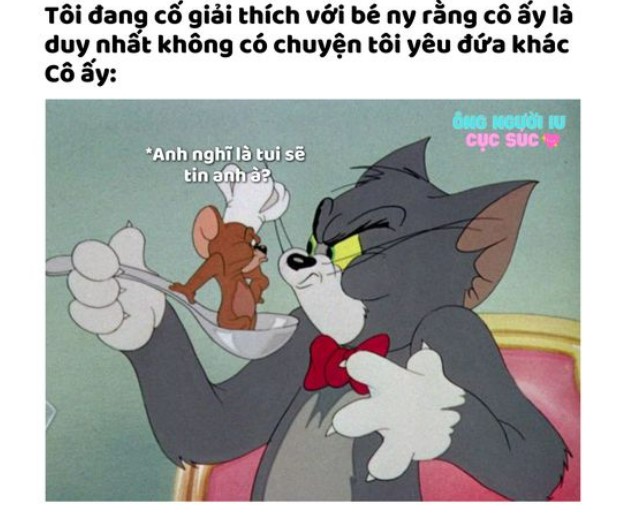 Tôi đang cố giải thích với bé ny rằng cô ấy là
duy nhất không có chuyện tôi yêu đứa khác
Cô ấy:
ÔNG NGƯỜI IU
CỤC SÚC
*Anh nghĩ là tui sẽ
tin anh à?